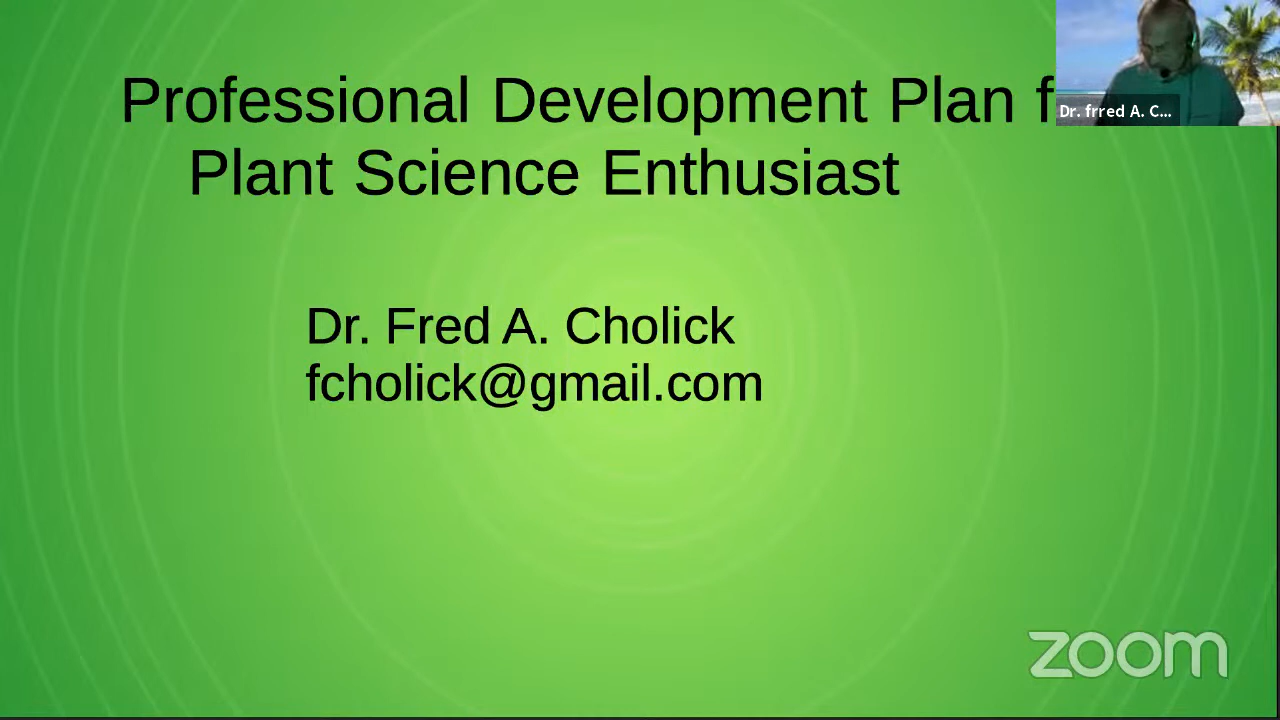 Professional Development Plan f
Plant Science Enthusiast
Dr. Fred A. Cholick
fcholick@gmail.com
Dr. frred A. C...
zoom